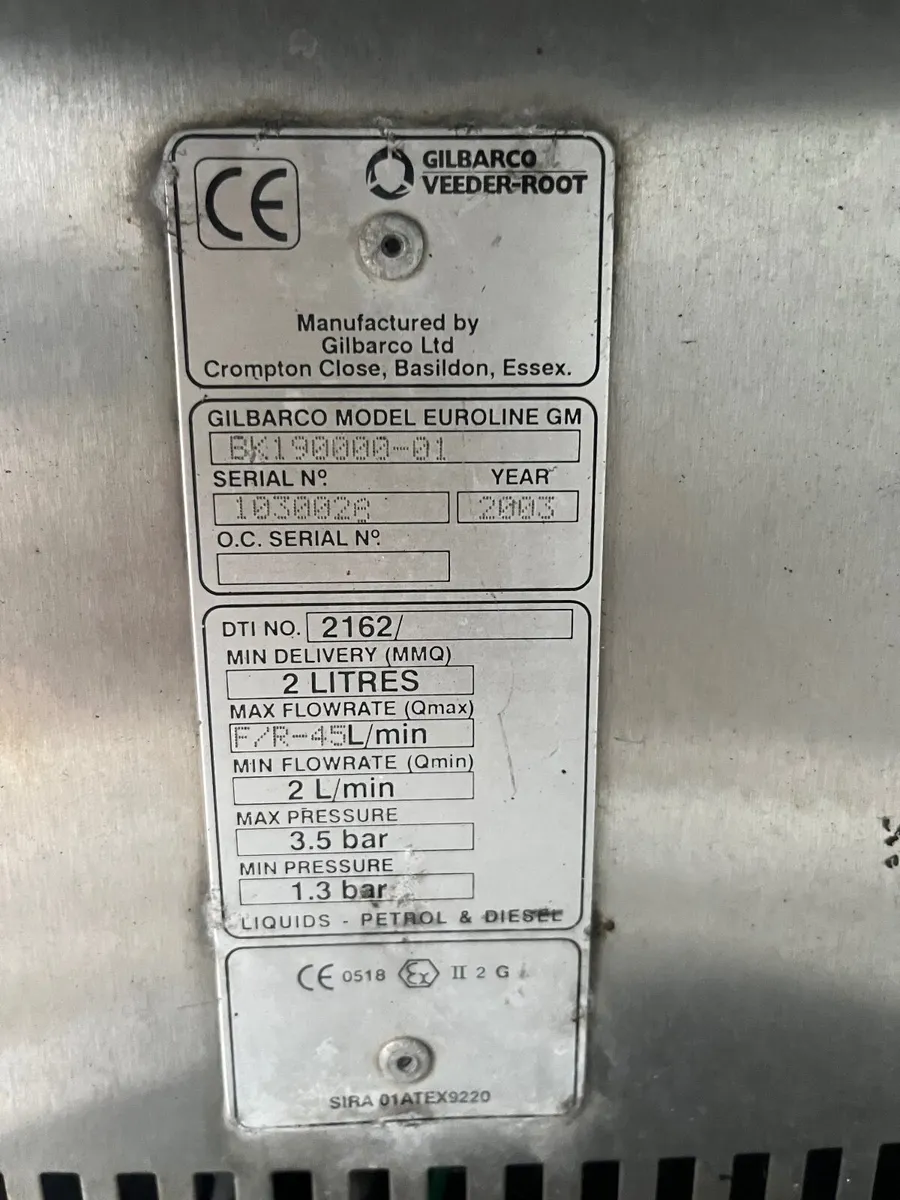 CE
GILBARCO
VEEDER-ROOT
Manufactured by
Gilbarco Ltd
Crompton Close, Basildon, Essex.
GILBARCO MODEL EUROLINE GM
BK190000-01
SERIAL Nº
YEAR
2003
O.C. SERIAL Nº
DTI NO. 2162/
MIN DELIVERY (MMQ)
2 LITRES
MAX FLOWRATE (Qmax)
F/R-45L/min
MIN FLOWRATE (Qmin)
2 L/min
MAX PRESSURE
3.5 bar
MIN PRESSURE
1.3 bar
LIQUIDS - PETROL & DIESEL
CE 0518 Ex II 2 G
SIRA 01ATEX9220